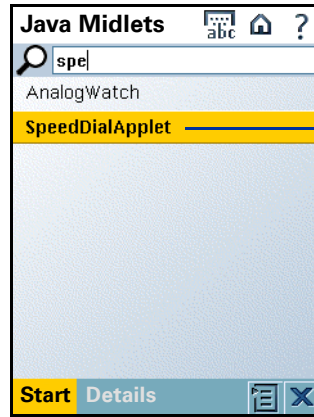 Java Midlets abc ?
spe
AnalogWatch
SpeedDialApplet
Start Details